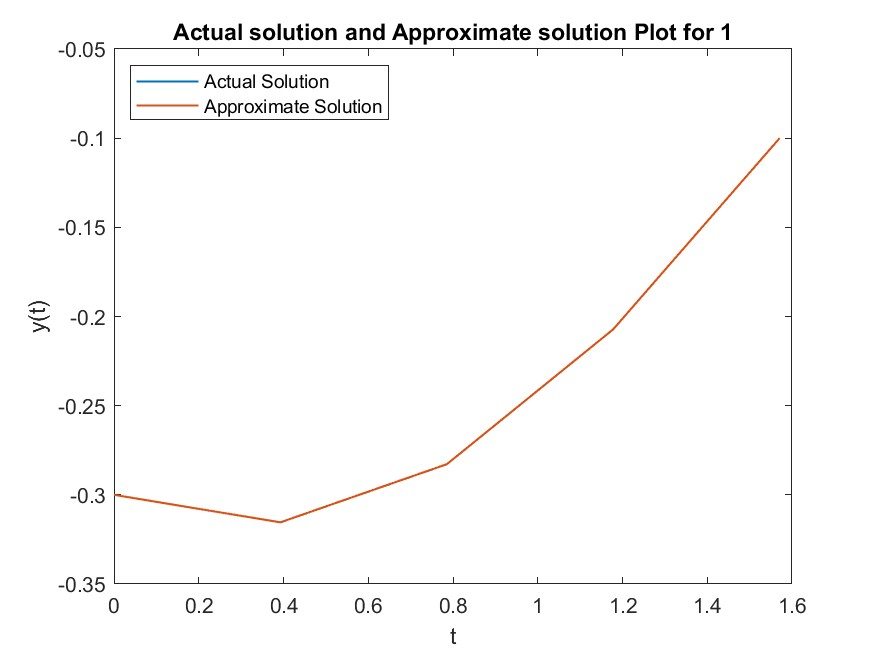 Actual solution and Approximate solution Plot for 1
-0.05
Actual Solution
Approximate Solution
-0.1
-0.15
-0.2
y(t)
-0.25
-0.3
-0.35
0 0.2 0.4 0.6 0.8 1 1.2 1.4 1.6
t